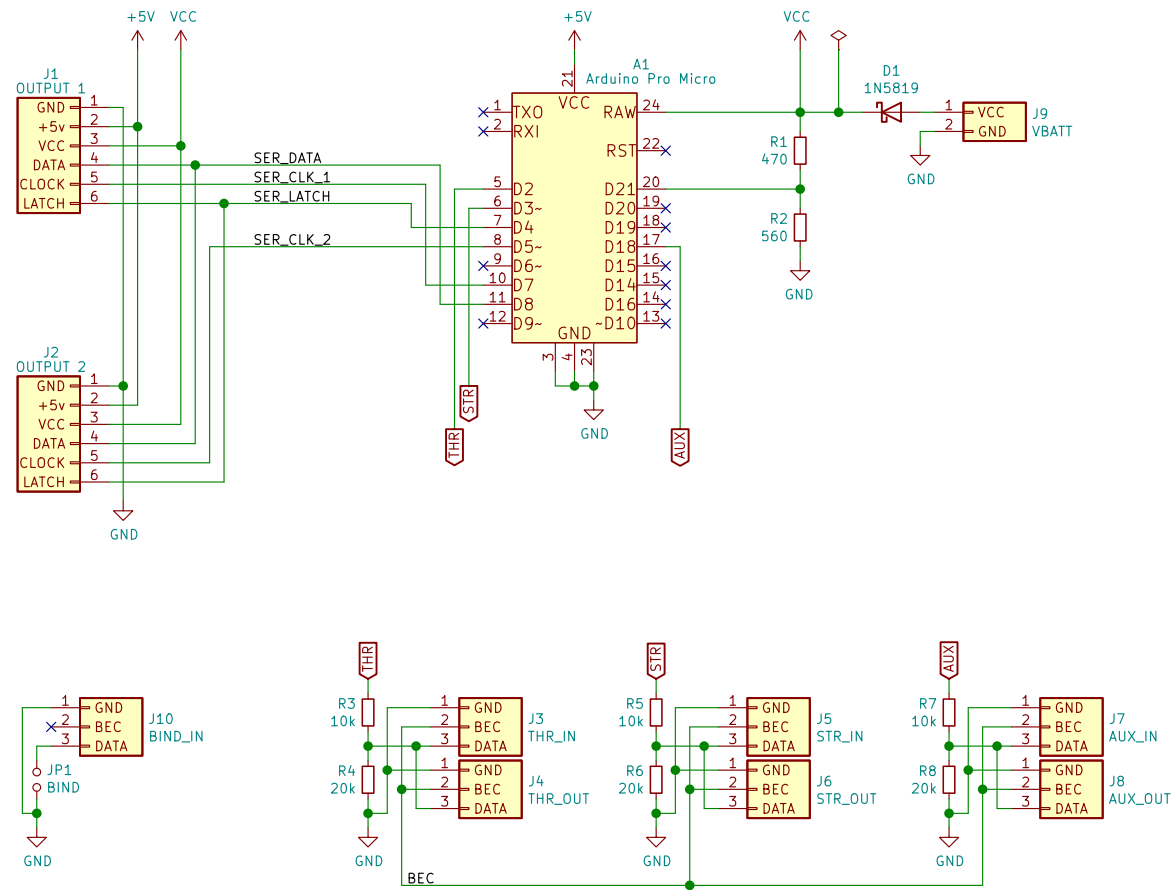 +5V
VCC
+5V
VCC
J1
OUTPUT 1
GND 1
+5v 2
VCC 3
DATA 4
CLOCK 5
LATCH 6
SER_DATA
SER_CLK_1
SER_LATCH
SER_CLK_2
A1
Arduino Pro Micro
21
VCC
1 TXO
2 RXI
5 D2
6 D3~
7 D4
8 D5~
9 D6~
10 D7
11 D8
12 D9~
RAW 24
RST 22
D21 20
D20 19
D19 18
D18 17
D15 16
D14 15
D16 14
~D10 13
GND
3
4
23
GND
R1
470
R2
560
GND
D1
1N5819
1 VCC
2 GND
J9
VBATT
GND
J2
OUTPUT 2
GND 1
+5v 2
VCC 3
DATA 4
CLOCK 5
LATCH 6
GND
STR
THR
AUX
1 GND
2 BEC
3 DATA
J10
BIND_IN
JP1
BIND
GND
THR
R3
10k
R4
20k
GND
1 GND
2 BEC
3 DATA
J3
THR_IN
1 GND
2 BEC
3 DATA
J4
THR_OUT
BEC
STR
R5
10k
R6
20k
GND
1 GND
2 BEC
3 DATA
J5
STR_IN
1 GND
2 BEC
3 DATA
J6
STR_OUT
AUX
R7
10k
R8
20k
GND
1 GND
2 BEC
3 DATA
J7
AUX_IN
1 GND
2 BEC
3 DATA
J8
AUX_OUT